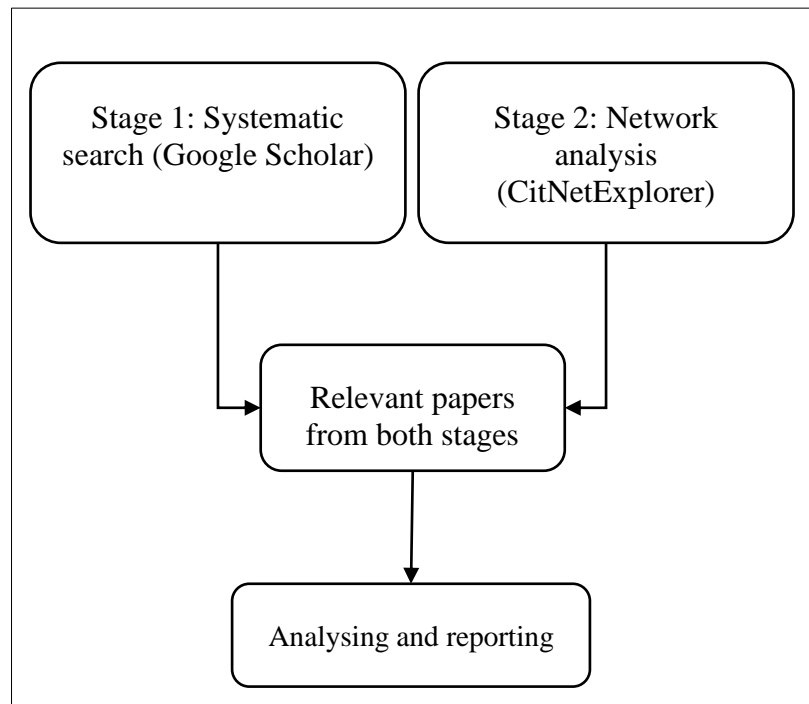 Stage 1: Systematic
search (Google Scholar)
Stage 2: Network
analysis
(CitNetExplorer)
Relevant papers
from both stages
Analysing and reporting